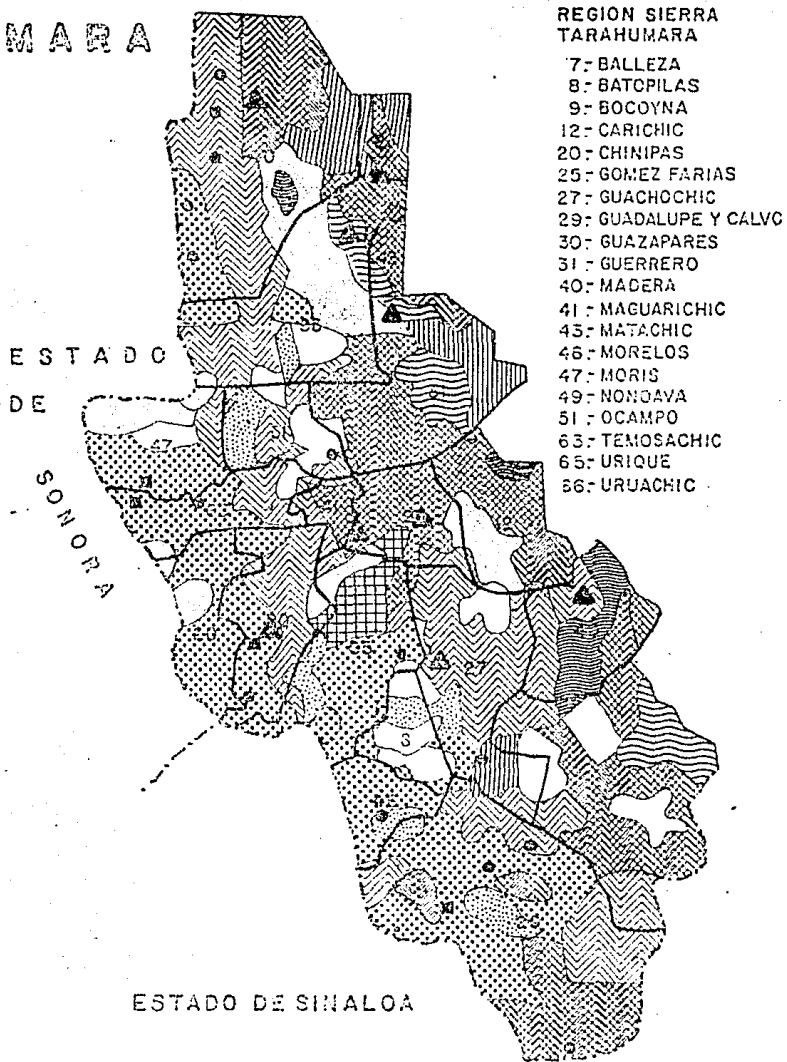 MARA
REGION SIERRA
TARAHUMARA
7.- BALLEZA
8.- BATOPILAS
9.- BOCOYNA
12.- CARICHIC
20.- CHINIPAS
25.- GOMEZ FARIAS
27.- GUACHOCHIC
29.- GUADALUPE Y CALVO
30.- GUAZAPARES
31.- GUERRERO
40.- MADERA
41.- MAGUARICHIC
43.- MATACHIC
46.- MORELOS
47.- MORIS
49.- NONOAVA
51.- OCAMPO
63.- TEMOSACHIC
65.- URIQUE
66.- URUACHIC
ESTADO
DE
SONORA
47
27
8
ESTADO DE SINALOA